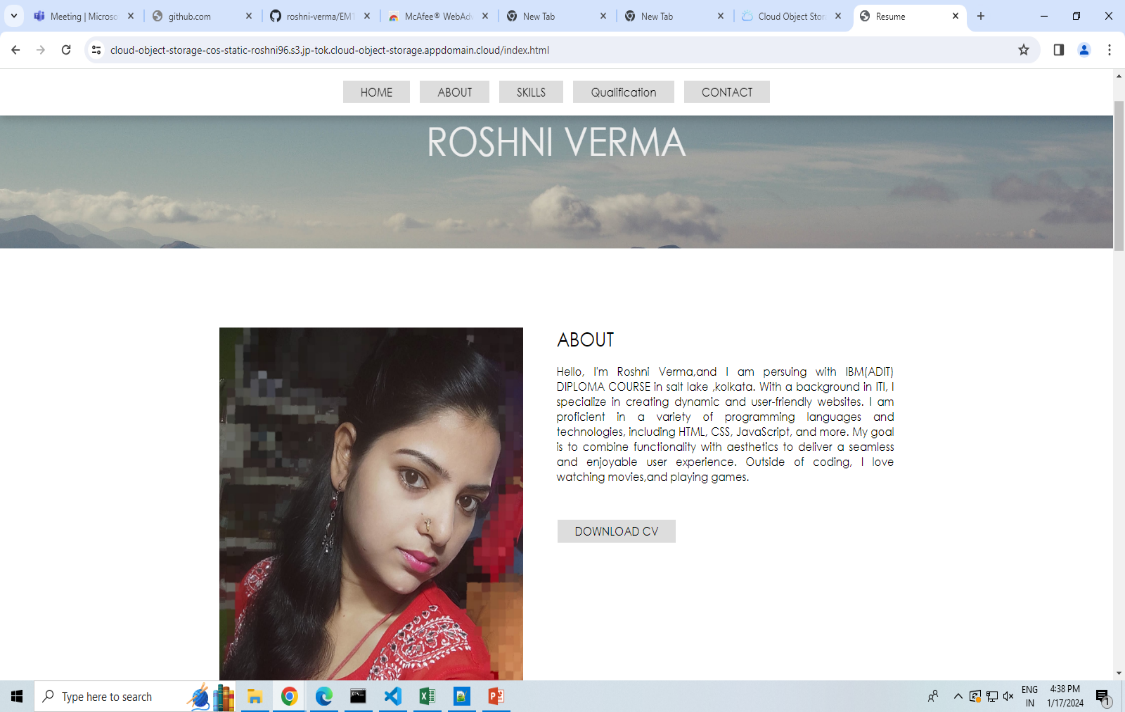 Meeting | Microso
github.com
roshni-verma/EM
McAfee® WebAdv
New Tab
New Tab
Cloud Object Stor
Resume
cloud-object-storage-cos-static-roshni96.s3.jp-tok.cloud-object-storage.appdomain.cloud/index.html
HOME ABOUT SKILLS Qualification CONTACT
ROSHNI VERMA
ABOUT
Hello, I'm Roshni Verma,and I am persuing with IBM(ADIT)
DIPLOMA COURSE in salt lake ,kolkata. With a background in ITI, I
specialize in creating dynamic and user-friendly websites. I am
proficient in a variety of programming languages and
technologies, including HTML, CSS, JavaScript, and more. My goal
is to combine functionality with aesthetics to deliver a seamless
and enjoyable user experience. Outside of coding, I love
watching movies,and playing games.
DOWNLOAD CV
Type here to search
ENG
IN
4:38 PM
1/17/2024
1